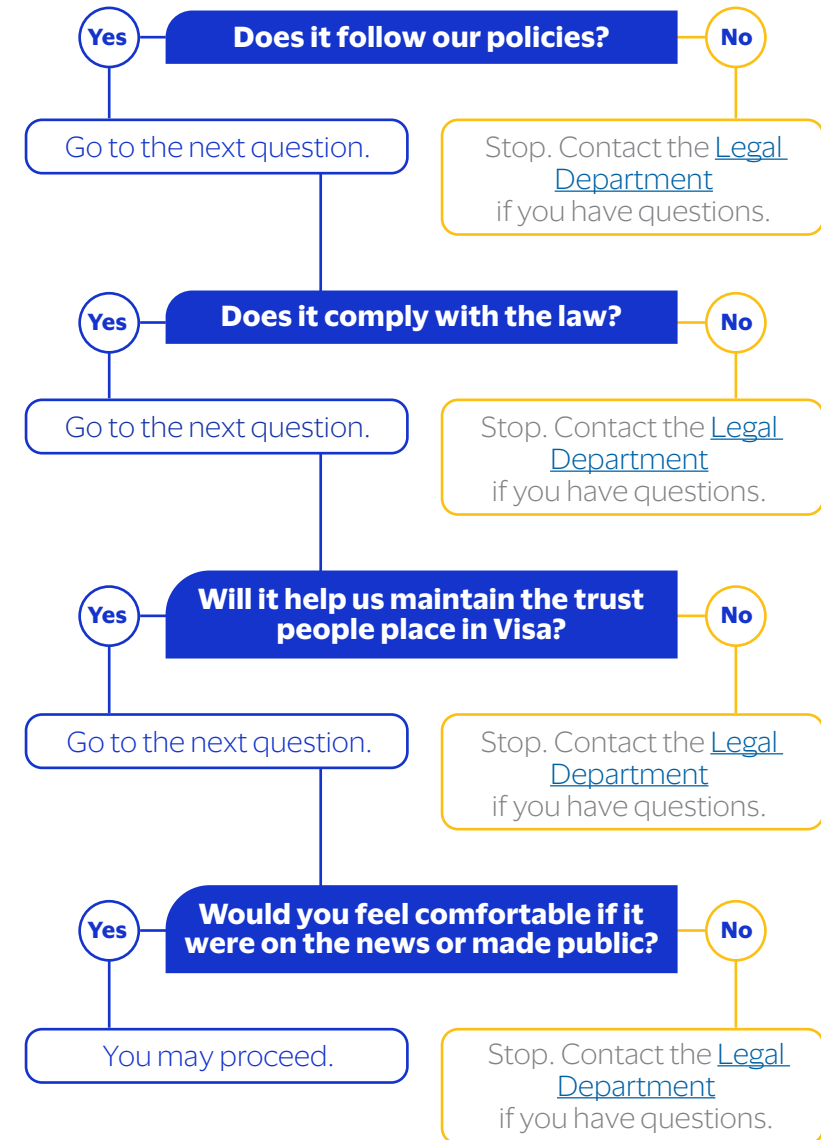 Yes
Does it follow our policies?
No
Go to the next question.
Stop. Contact the Legal
Department
if you have questions.
Yes
Does it comply with the law?
No
Go to the next question.
Stop. Contact the Legal
Department
if you have questions.
Yes
Will it help us maintain the trust
people place in Visa?
No
Go to the next question.
Stop. Contact the Legal
Department
if you have questions.
Yes
Would you feel comfortable if it
were on the news or made public?
No
You may proceed.
Stop. Contact the Legal
Department
if you have questions.